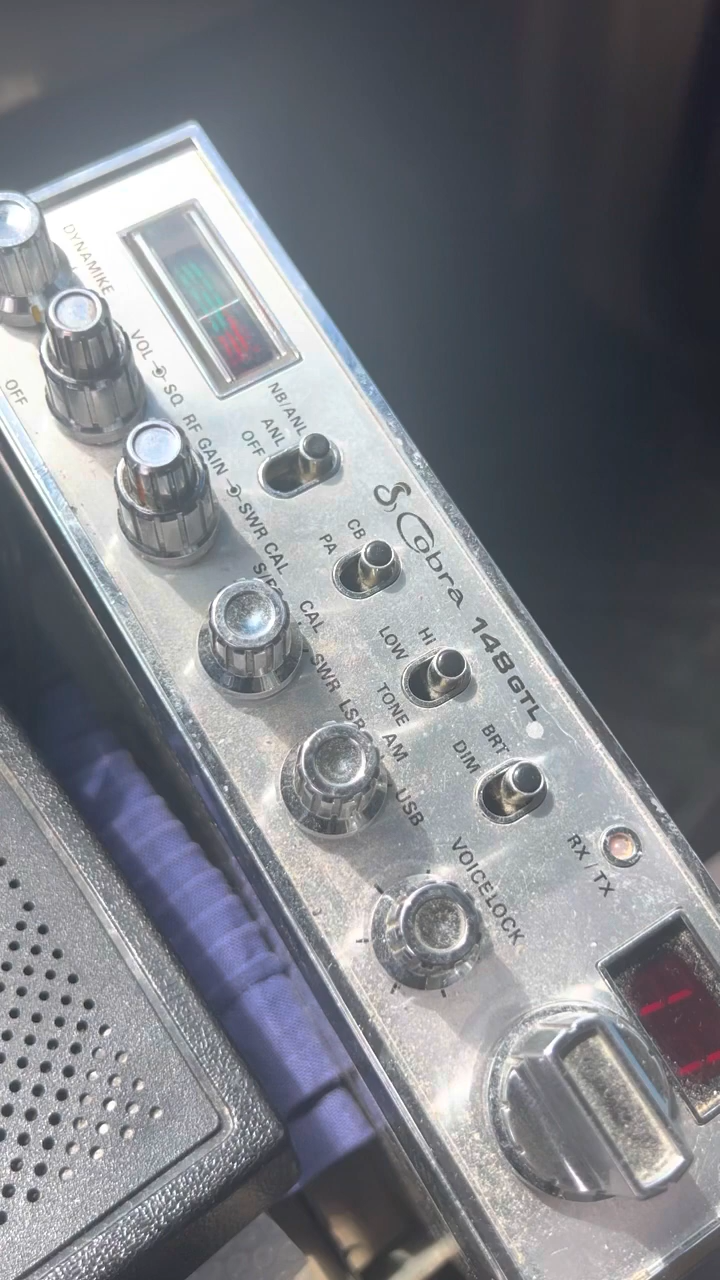 DYNAMIKE
OFF
VOL SQ
RF GAIN SWR CAL
NB/ANL
ANL
OFF
CB
PA
CAL
SWR
HI
LOW
TONE
Cobra 148 GTL
AM
USB
BRT
DIM
VOICELOCK
RX / TX